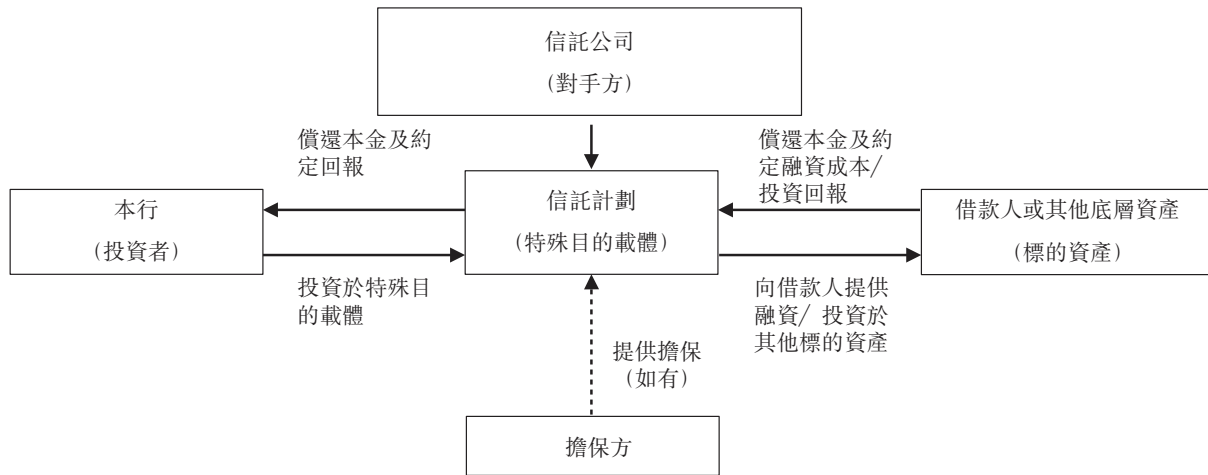 信託公司
(對手方)
償還本金及約
定回報
償還本金及約
定融資成本/
投資回報
本行
(投資者)
信託計劃
(特殊目的載體)
借款人或其他底層資產
(標的資產)
投資於特殊目
的載體
向借款人提供
融資/ 投資於
其他標的資產
提供擔保
(如有)
擔保方